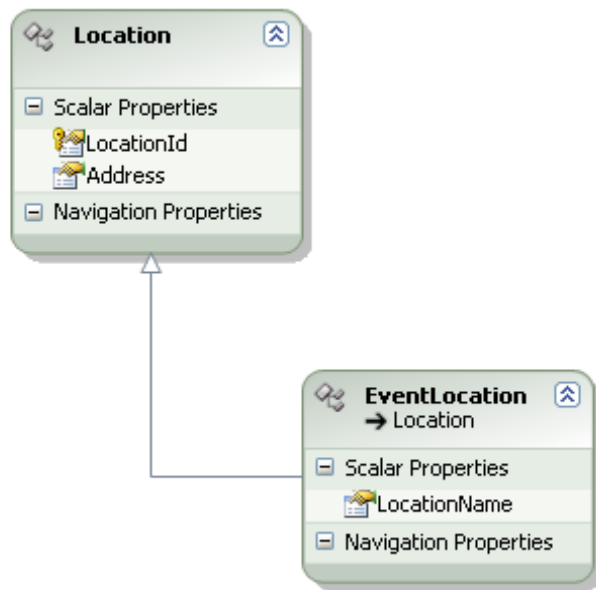 Location
Scalar Properties
LocationId
Address
Navigation Properties
EventLocation
Location
Scalar Properties
LocationName
Navigation Properties